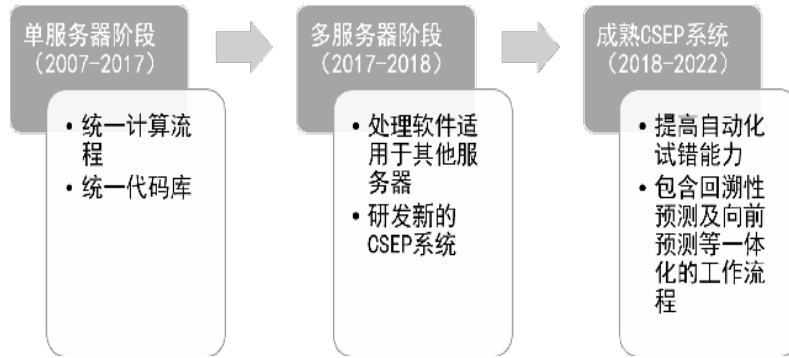 单服务器阶段
（2007-2017）
• 统一计算流
程
• 统一代码库
多服务器阶段
（2017-2018）
• 处理软件适
用于其他服
务器
• 研发新的
CSEP系统
成熟CSEP系统
（2018-2022）
• 提高自动化
试错能力
• 包含回溯性
预测及向前
预测等一体
化的工作流
程